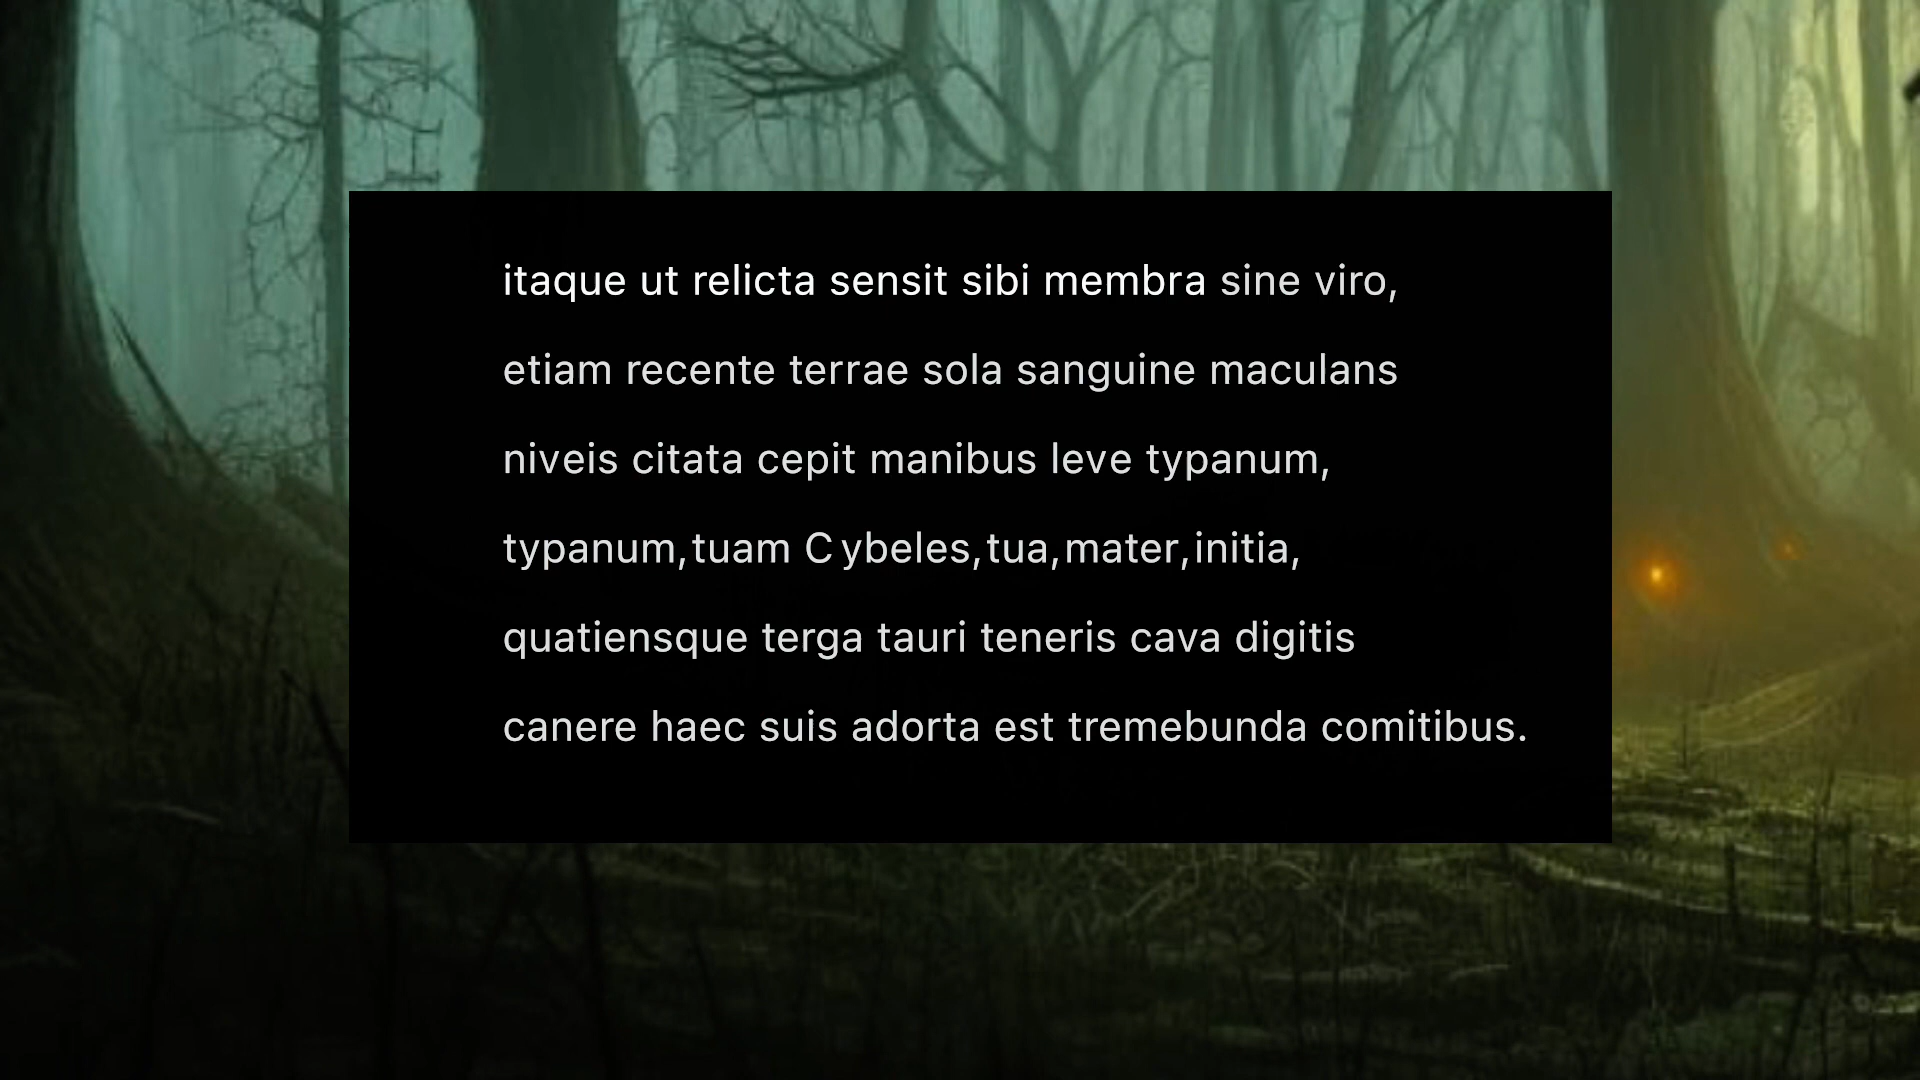 itaque ut relicta sensit sibi membra sine viro,
etiam recente terrae sola sanguine maculans
niveis citata cepit manibus leve typanum,
typanum,tuam Cybeles,tua,mater,initia,
quatiensque terga tauri teneris cava digitis
canere haec suis adorta est tremebunda comitibus.